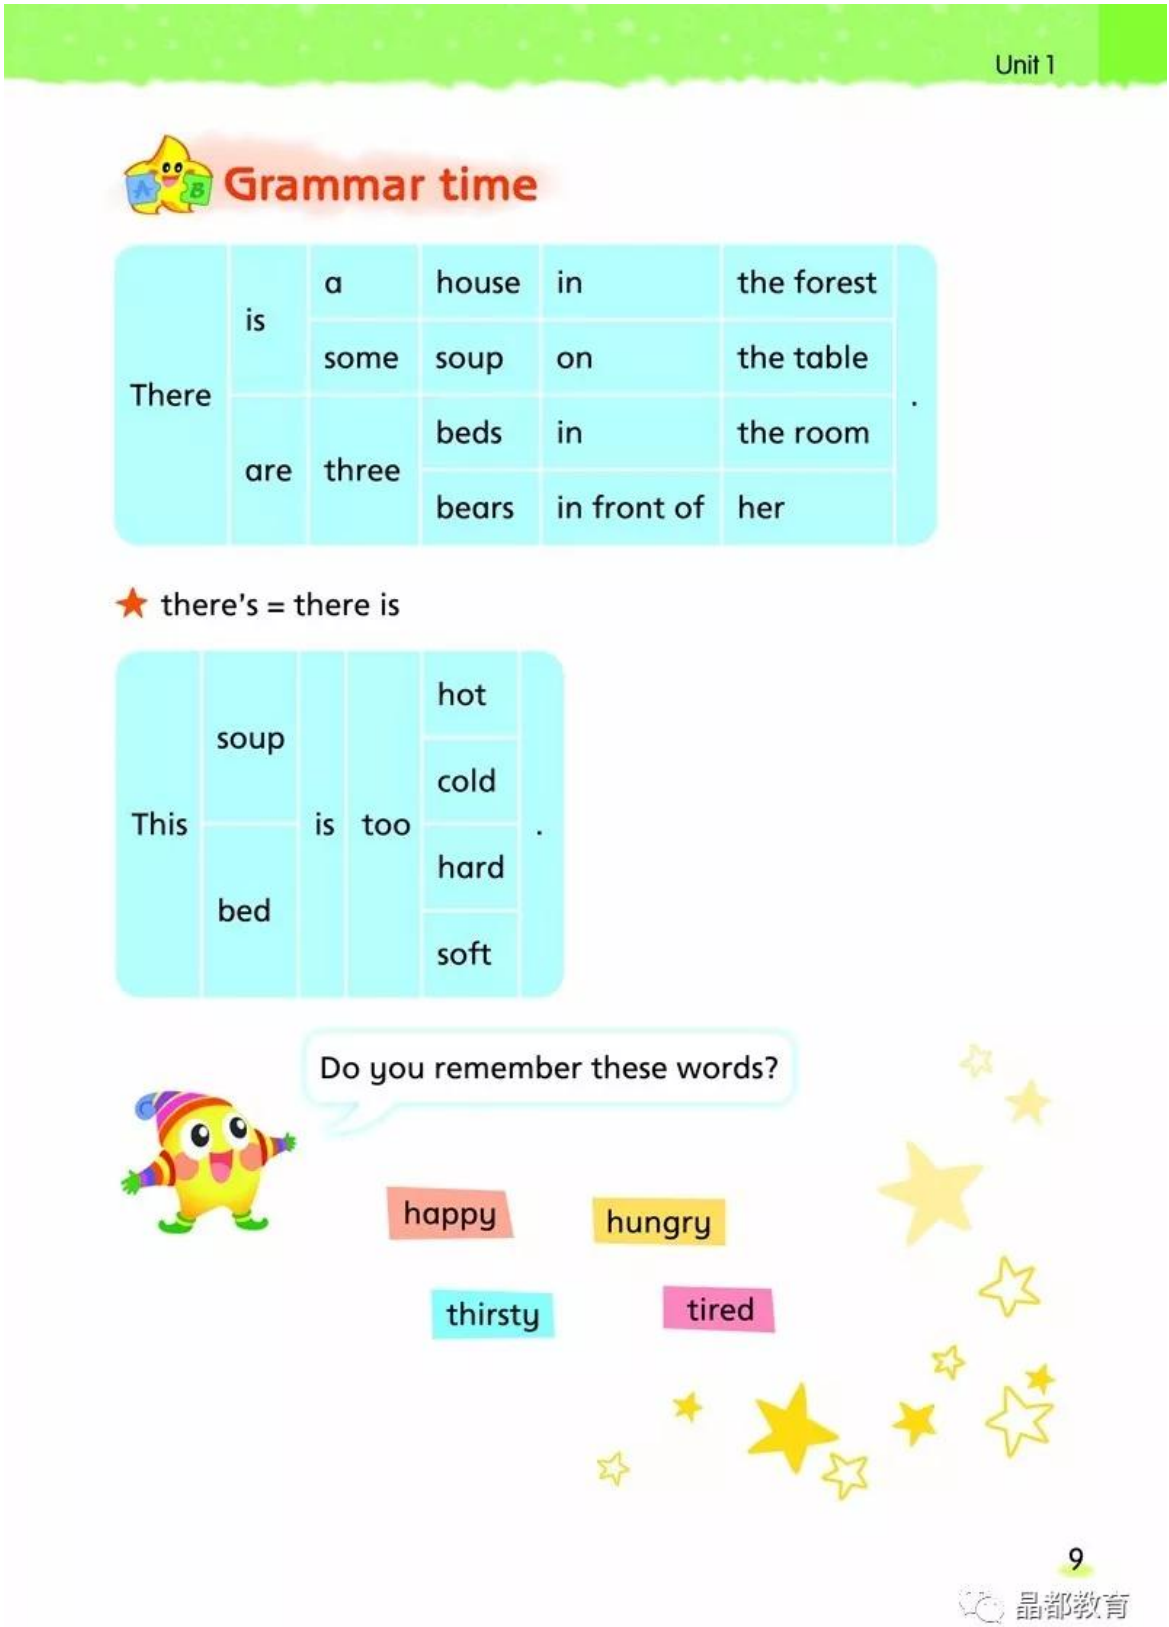 Unit 1
A B
Grammar time
a house in the forest
is
some soup on the table
There .
beds in the room
are three
bears in front of her
★ there's = there is
hot
soup
cold
This is too .
hard
bed
soft
Do you remember these words?
happy hungry
thirsty tired
9
晶都教育